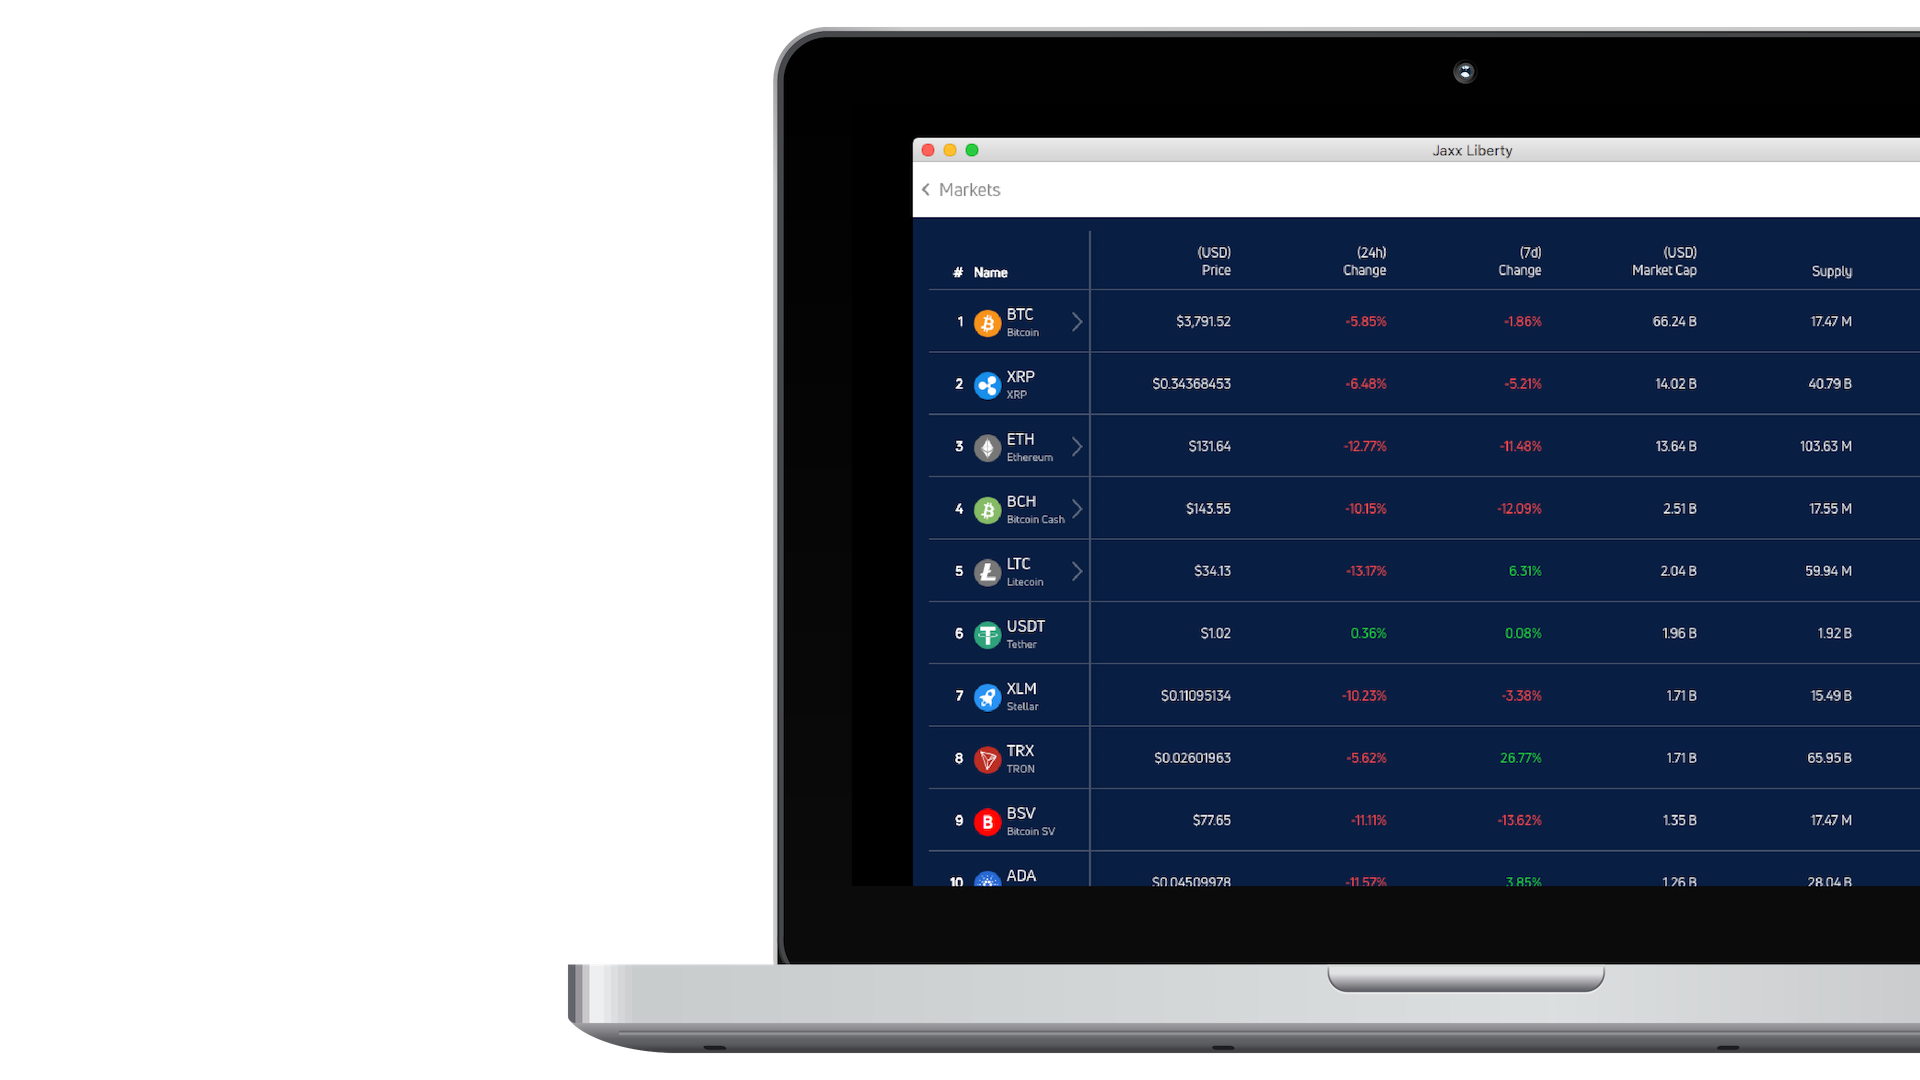 Jaxx Liberty
Markets
# Name (USD) Price (24h) Change (7d) Change (USD) Market Cap Supply
1 BTC Bitcoin $3,791.52 -5.85% -1.86% 66.24 B 17.47 M
2 XRP XRP $0.34368453 -6.48% -5.21% 14.02 B 40.79 B
3 ETH Ethereum $131.64 -12.77% -11.48% 13.64 B 103.63 M
4 BCH Bitcoin Cash $143.55 -10.15% -12.09% 2.51 B 17.55 M
5 LTC Litecoin $34.13 -13.17% 6.31% 2.04 B 59.94 M
6 USDT Tether $1.02 0.36% 0.08% 1.96 B 1.92 B
7 XLM Stellar $0.11095134 -10.23% -3.38% 1.71 B 15.49 B
8 TRX TRON $0.02601963 -5.62% 26.77% 1.71 B 65.95 B
9 BSV Bitcoin SV $77.65 -11.11% -13.62% 1.35 B 17.47 M
10 ADA $0.04509978 -11.57% 3.85% 1.26 B 28.04 B